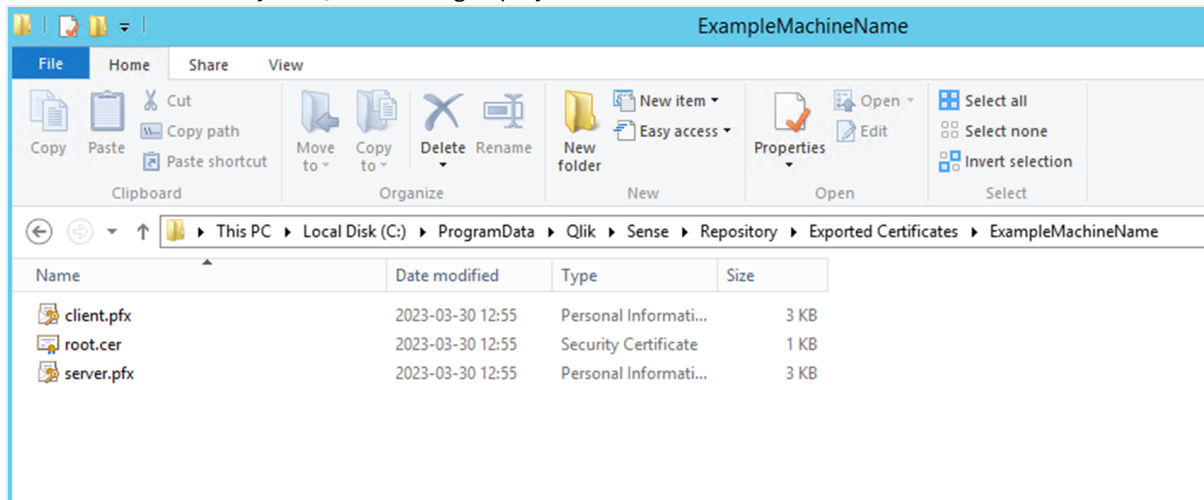 ExampleMachineName
File Home Share View
Copy
Paste
Cut
Copy path
Paste shortcut
Clipboard
Move to
Copy to
Delete
Rename
Organize
New folder
New item
Easy access
New
Properties
Open
Edit
Open
Select all
Select none
Invert selection
Select
This PC Local Disk (C:) ProgramData Qlik Sense Repository Exported Certificates ExampleMachineName
Name Date modified Type Size
client.pfx 2023-03-30 12:55 Personal Informati... 3 KB
root.cer 2023-03-30 12:55 Security Certificate 1 KB
server.pfx 2023-03-30 12:55 Personal Informati... 3 KB